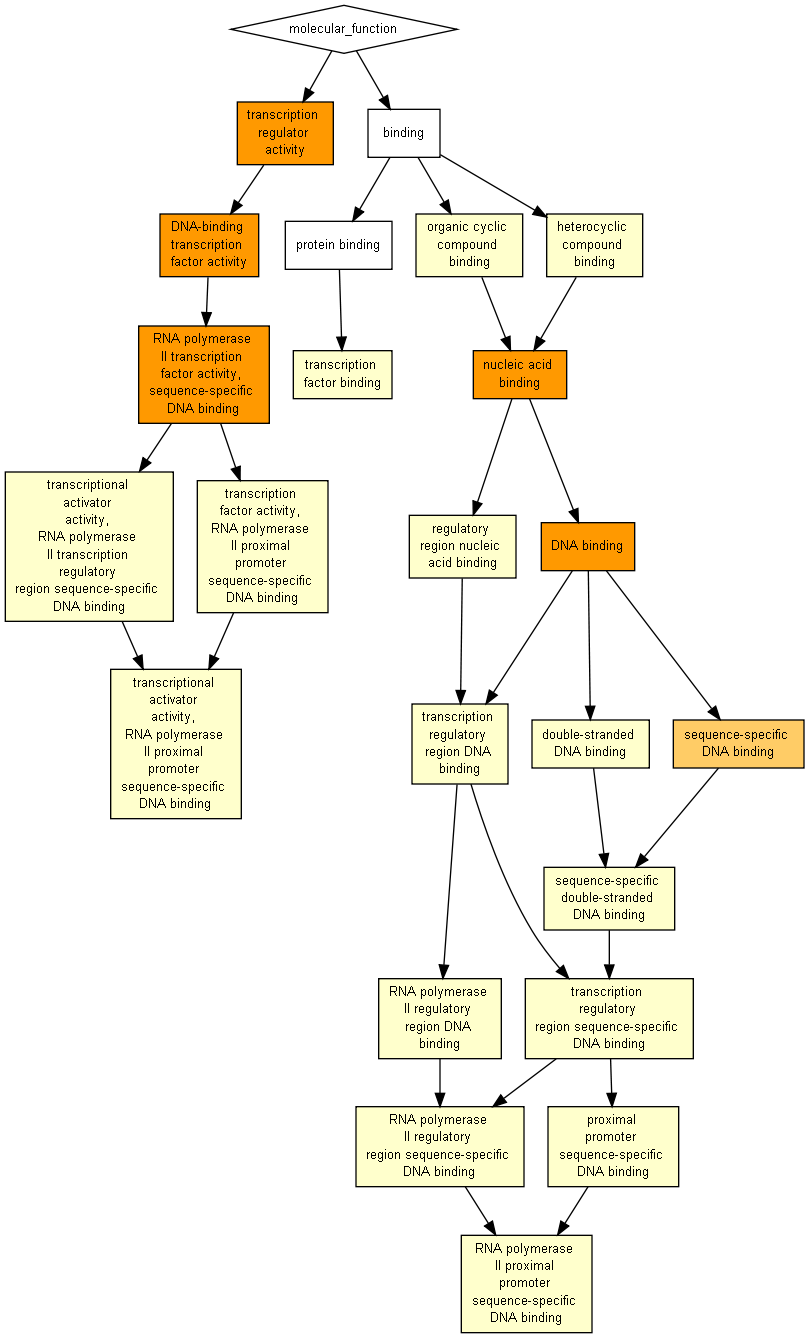 molecular_function
transcription
regulator
activity
binding
DNA-binding
transcription
factor activity
protein binding
organic cyclic
compound
binding
heterocyclic
compound
binding
RNA polymerase
II transcription
factor activity,
sequence-specific
DNA binding
transcription
factor binding
nucleic acid
binding
transcriptional
activator
activity,
RNA polymerase
II transcription
regulatory
region sequence-specific
DNA binding
transcription
factor activity,
RNA polymerase
II proximal
promoter
sequence-specific
DNA binding
regulatory
region nucleic
acid binding
DNA binding
transcriptional
activator
activity,
RNA polymerase
II proximal
promoter
sequence-specific
DNA binding
transcription
regulatory
region DNA
binding
double-stranded
DNA binding
sequence-specific
DNA binding
sequence-specific
double-stranded
DNA binding
RNA polymerase
II regulatory
region DNA
binding
transcription
regulatory
region sequence-specific
DNA binding
RNA polymerase
II regulatory
region sequence-specific
DNA binding
proximal
promoter
sequence-specific
DNA binding
RNA polymerase
II proximal
promoter
sequence-specific
DNA binding